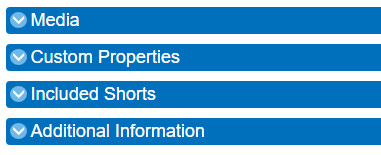 Media
Custom Properties
Included Shorts
Additional Information